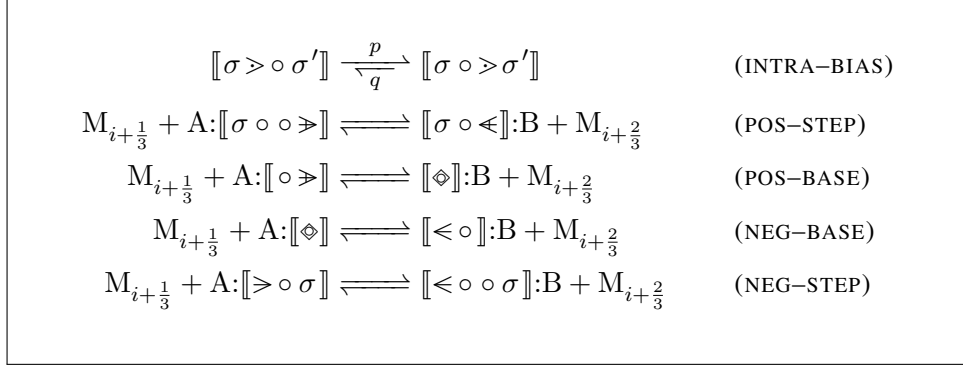 ⟦σ ⋗ ∘ σ′⟧ ⇌ (p, q) ⟦σ ∘ ⋗ σ′⟧ (INTRA–BIAS)
M_{i+1/3} + A:⟦σ ∘ ∘ ⋗⟧ ⇌ ⟦σ ∘ ⋖⟧:B + M_{i+2/3} (POS–STEP)
M_{i+1/3} + A:⟦∘ ⋗⟧ ⇌ ⟦⟐⟧:B + M_{i+2/3} (POS–BASE)
M_{i+1/3} + A:⟦⟐⟧ ⇌ ⟦⋖ ∘⟧:B + M_{i+2/3} (NEG–BASE)
M_{i+1/3} + A:⟦⋗ ∘ σ⟧ ⇌ ⟦⋖ ∘ ∘ σ⟧:B + M_{i+2/3} (NEG–STEP)